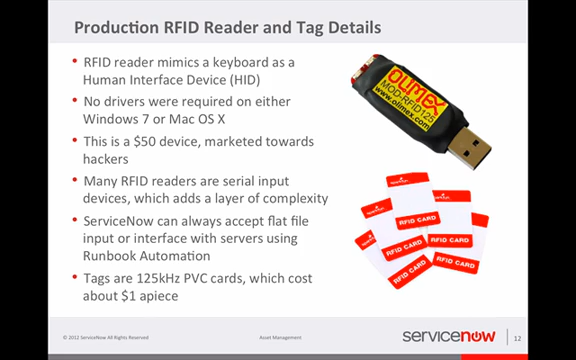 Production RFID Reader and Tag Details
• RFID reader mimics a keyboard as a
Human Interface Device (HID)
• No drivers were required on either
Windows 7 or Mac OS X
• This is a $50 device, marketed towards
hackers
• Many RFID readers are serial input
devices, which adds a layer of complexity
• ServiceNow can always accept flat file
input or interface with servers using
Runbook Automation
• Tags are 125kHz PVC cards, which cost
about $1 apiece
OLIMEX
MOD-RFID125
www.olimex.com
RFID CARD
RFID CARD
RFID CARD
RFID CARD
RFID CARD
© 2012 ServiceNow All Rights Reserved
Asset Management
servicenow
12